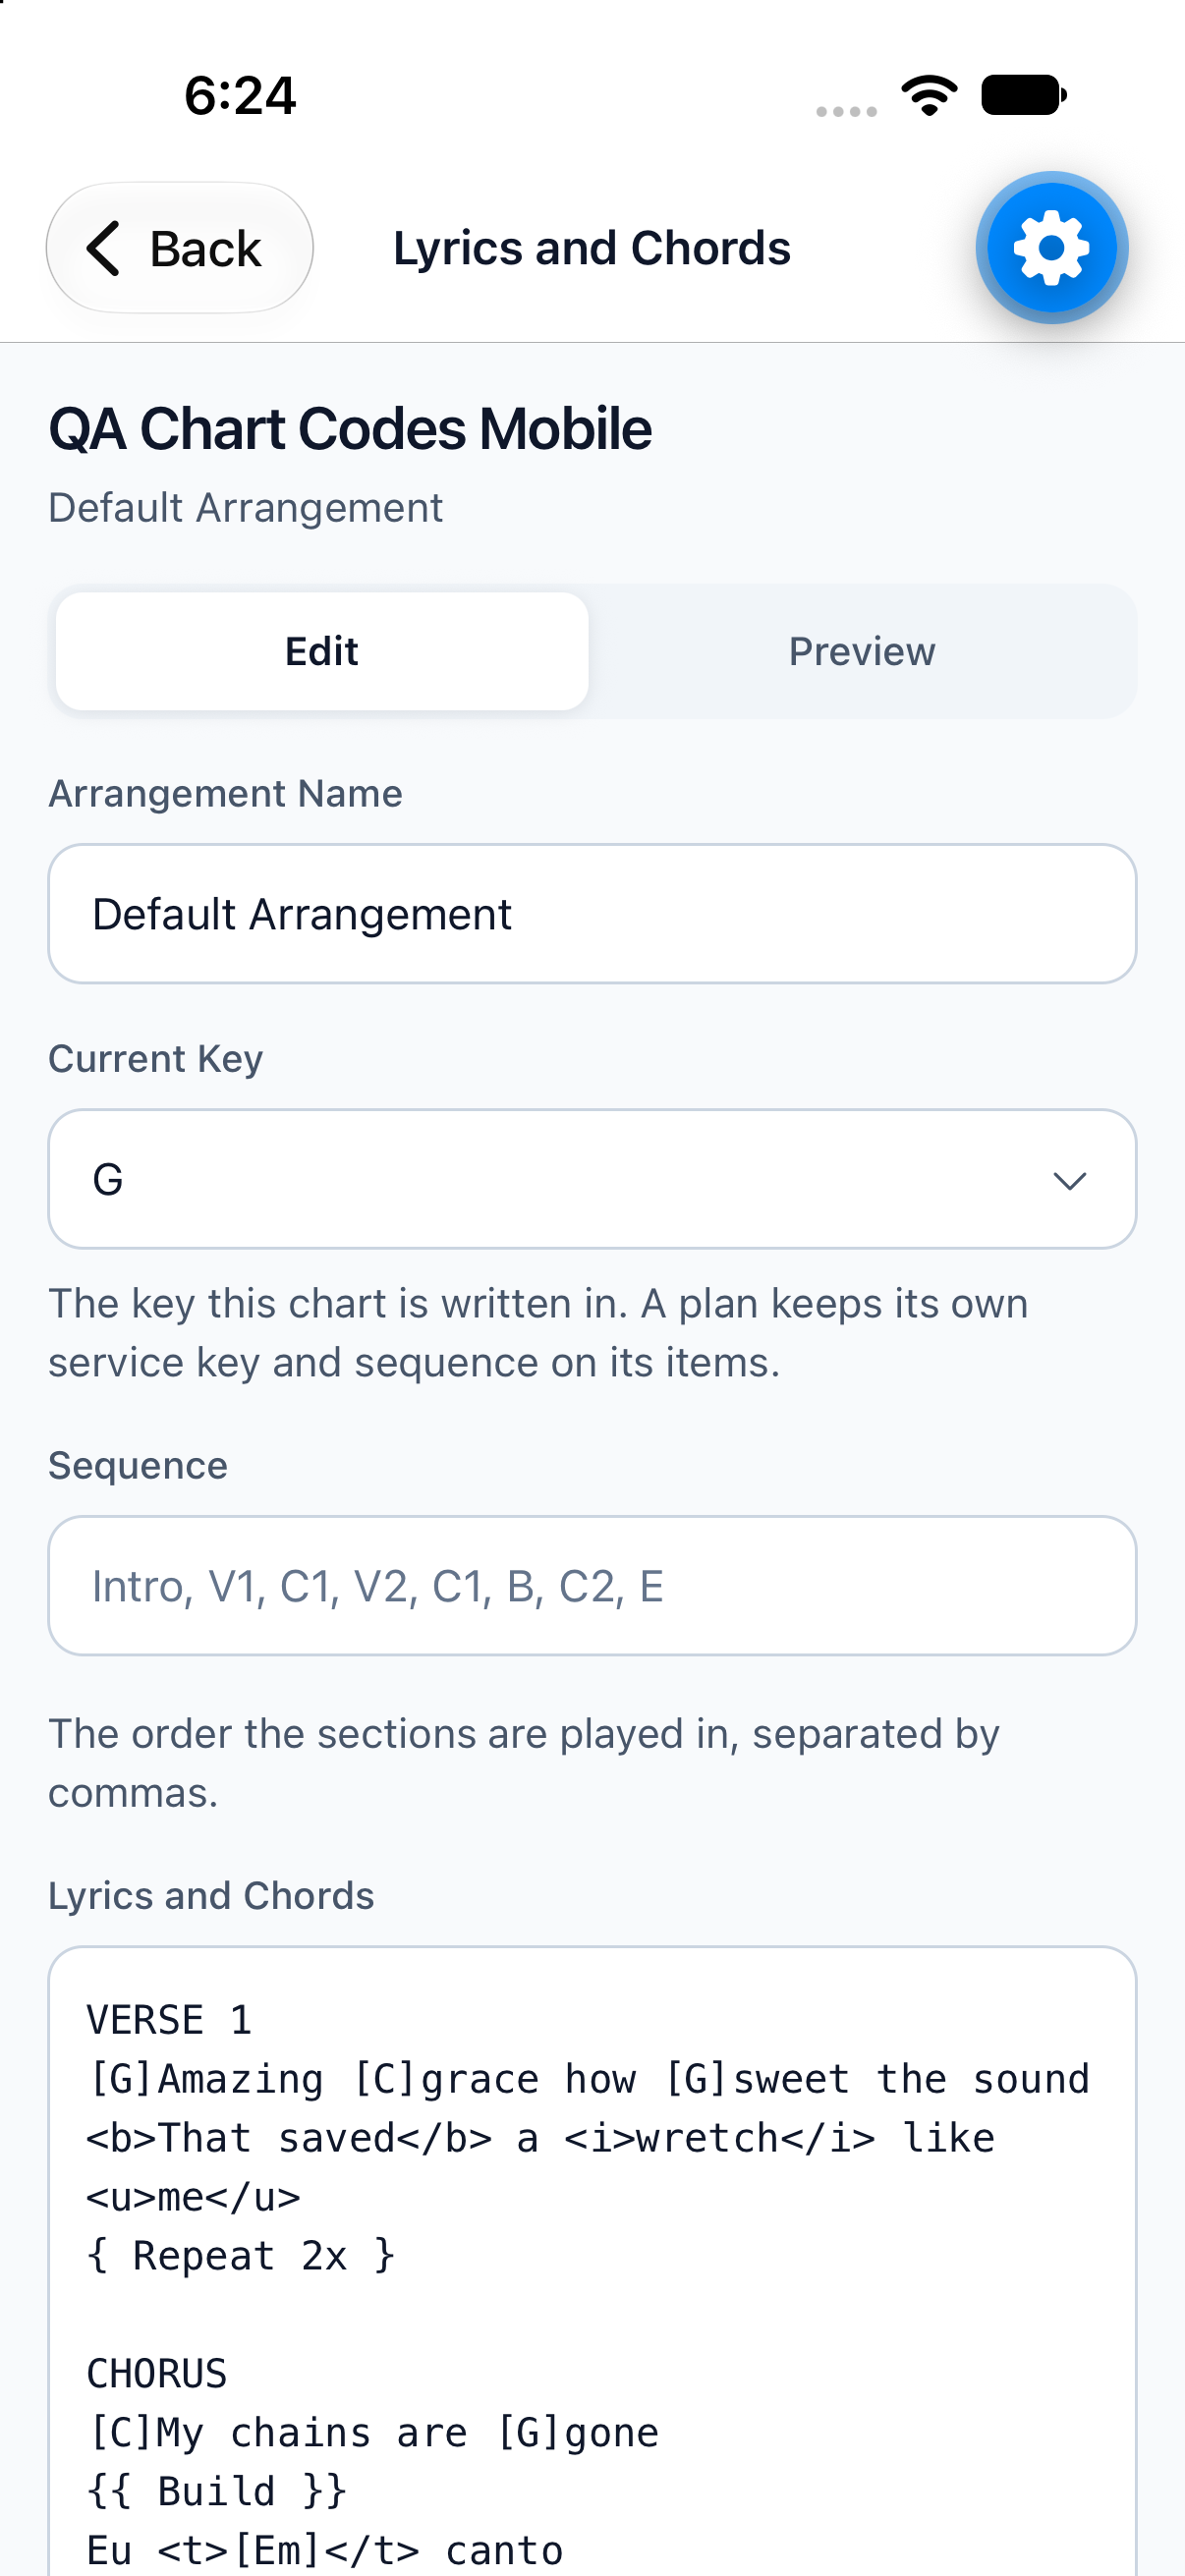 6:24
Back
Lyrics and Chords
QA Chart Codes Mobile
Default Arrangement
Edit
Preview
Arrangement Name
Default Arrangement
Current Key
G
The key this chart is written in. A plan keeps its own
service key and sequence on its items.
Sequence
Intro, V1, C1, V2, C1, B, C2, E
The order the sections are played in, separated by
commas.
Lyrics and Chords
VERSE 1
[G]Amazing [C]grace how [G]sweet the sound
<b>That saved</b> a <i>wretch</i> like
<u>me</u>
{ Repeat 2x }
CHORUS
[C]My chains are [G]gone
{{ Build }}
Eu <t>[Em]</t> canto